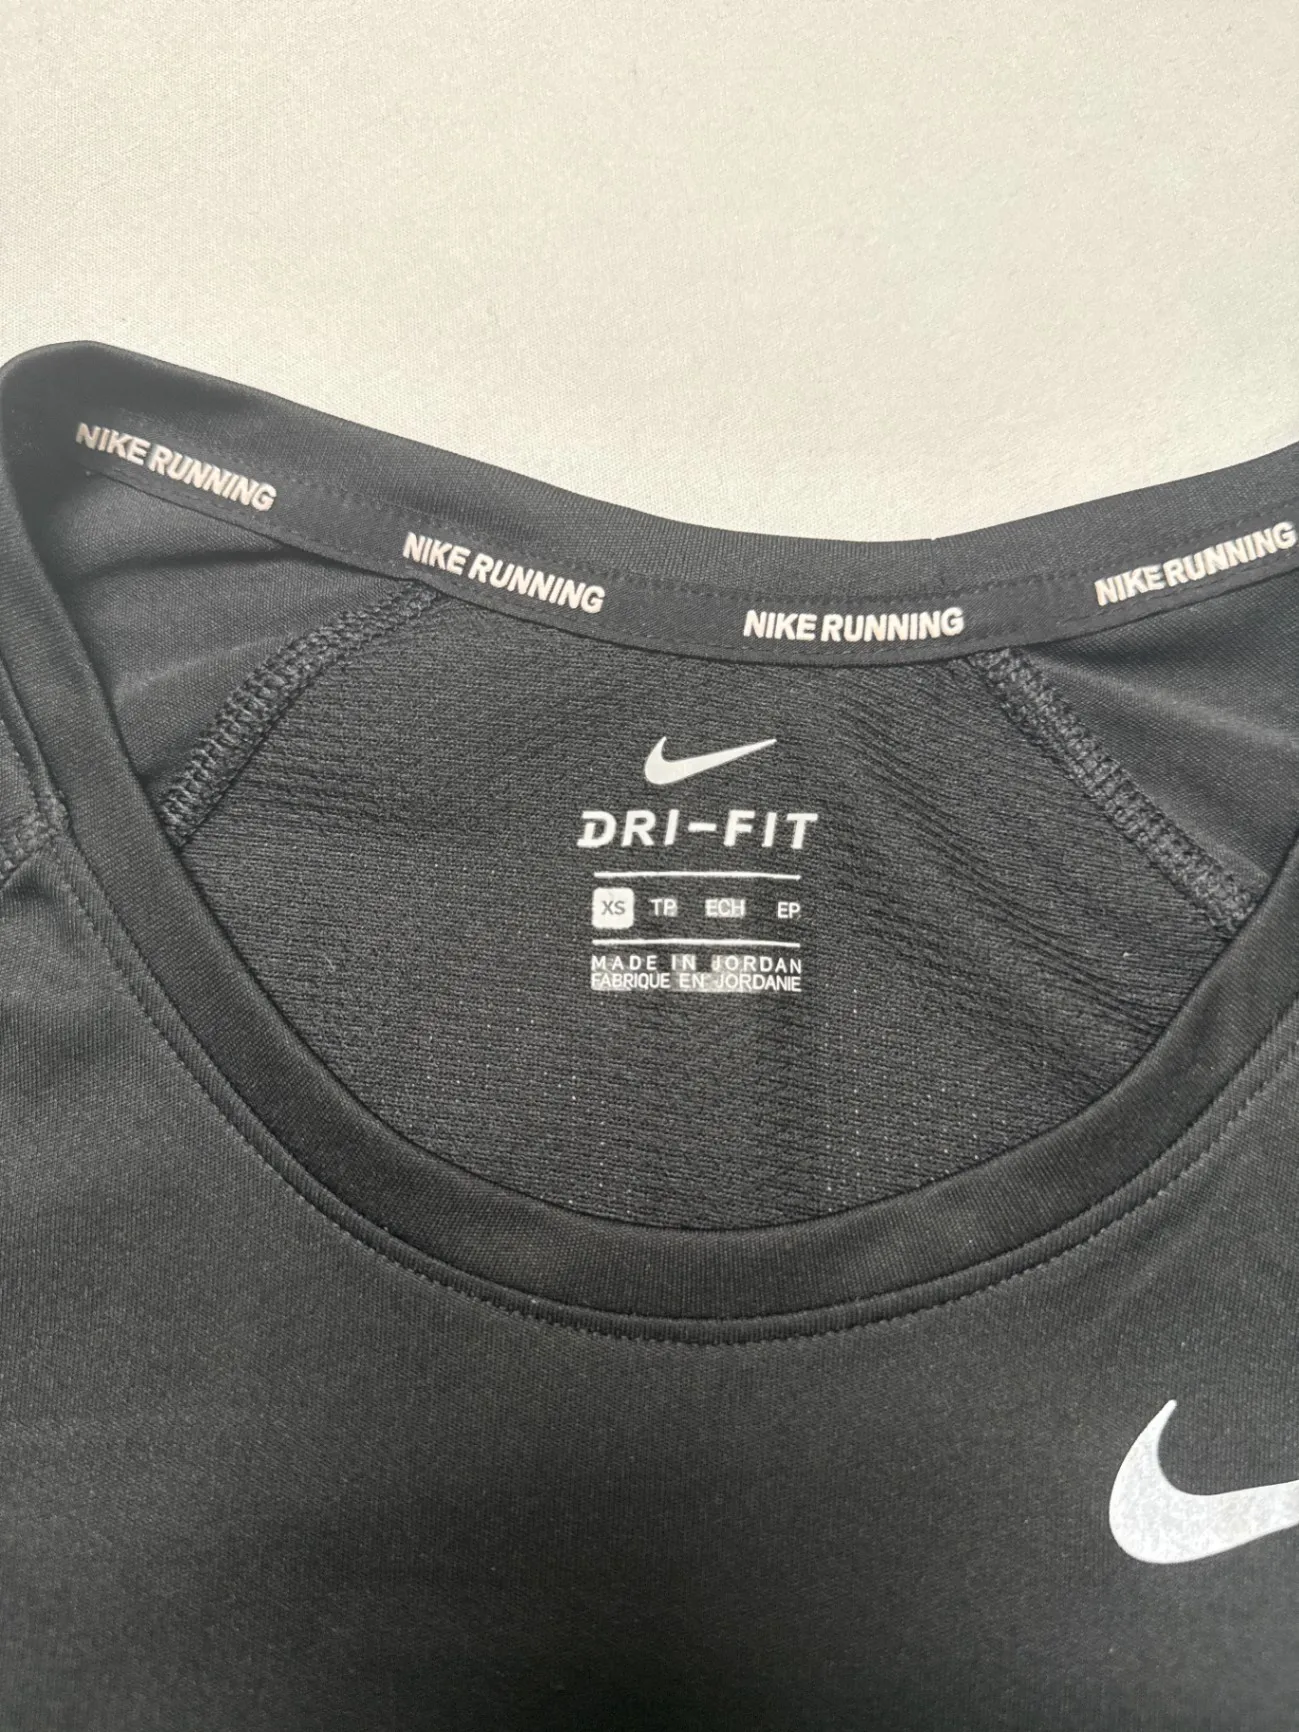 NIKE RUNNING
NIKE RUNNING
NIKE RUNNING
NIKE RUNNING
DRI-FIT
XS TP ECH EP
MADE IN JORDAN
FABRIQUE EN JORDANIE